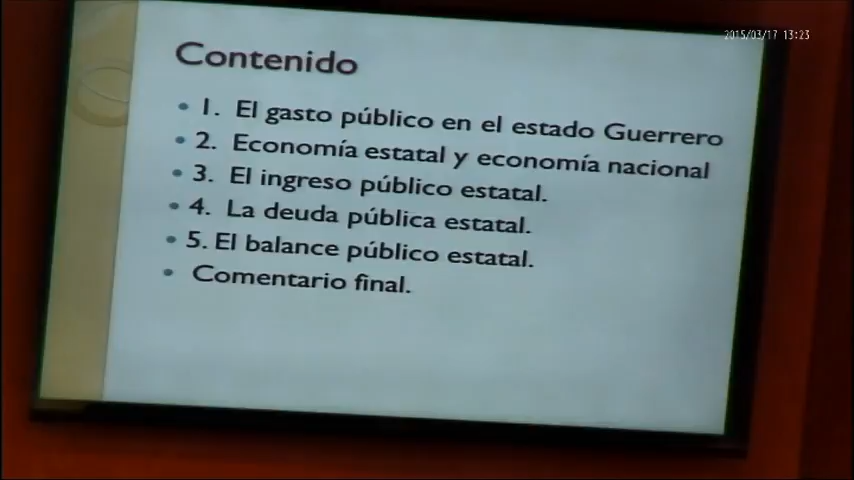 2015/03/17 13:23
Contenido
• 1. El gasto público en el estado Guerrero
• 2. Economía estatal y economía nacional
• 3. El ingreso público estatal.
• 4. La deuda pública estatal.
• 5. El balance público estatal.
• Comentario final.